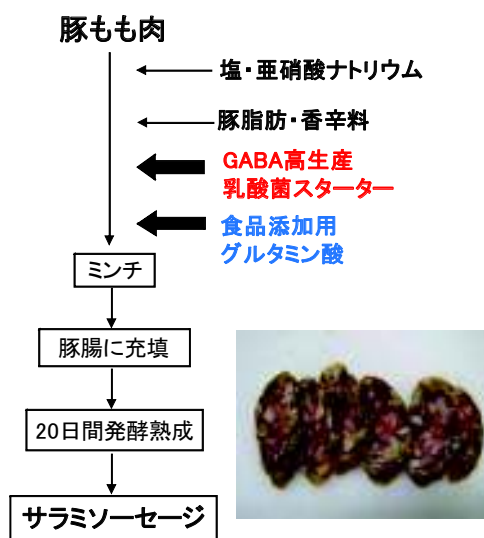 豚もも肉
塩・亜硝酸ナトリウム
豚脂肪・香辛料
GABA高生産
乳酸菌スターター
食品添加用
グルタミン酸
ミンチ
豚腸に充填
20日間発酵熟成
サラミソーセージ